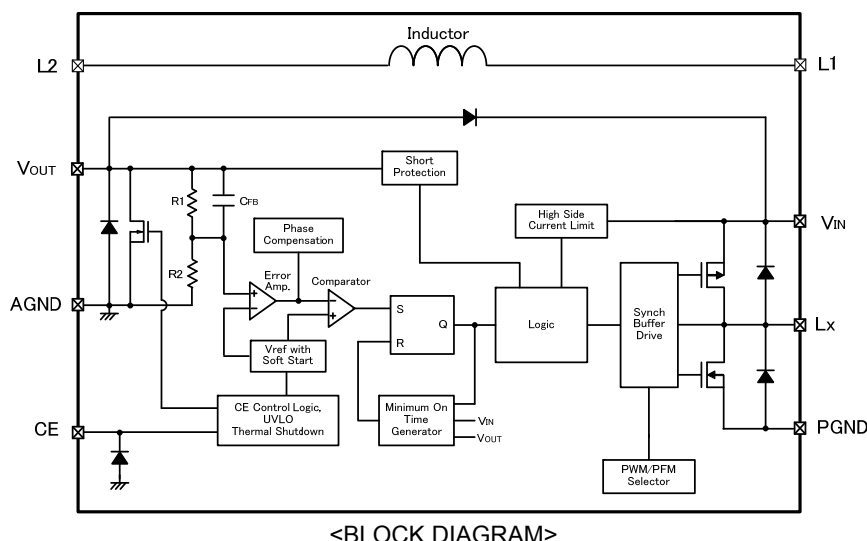 Inductor
L2
L1
VOUT
Short
Protection
R1
CFB
High Side
Current Limit
VIN
Phase
Compensation
R2
Error
Amp.
Comparator
AGND
S
Q
R
Logic
Synch
Buffer
Drive
Lx
Vref with
Soft Start
CE Control Logic,
UVLO
Thermal Shutdown
Minimum On
Time
Generator
VIN
VOUT
CE
PGND
PWM/PFM
Selector
<BLOCK DIAGRAM>